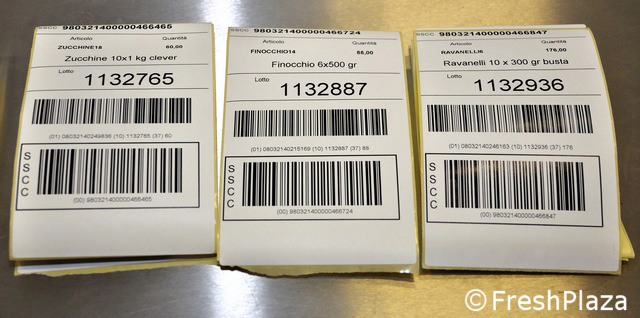 SSCC 980321400000466465
Articolo Quantità
ZUCCHINE18 60,00
Zucchine 10x1 kg clever
Lotto 1132765
(01) 08032140249836 (10) 1132765 (37) 60
SSCC
(00) 980321400000466465
SSCC 980321400000466724
Articolo Quantità
FINOCCHIO14 88,00
Finocchio 6x500 gr
Lotto 1132887
(01) 08032140215169 (10) 1132887 (37) 88
SSCC
(00) 980321400000466724
SSCC 980321400000466847
Articolo Quantità
RAVANELLI6 176,00
Ravanelli 10 x 300 gr busta
Lotto 1132936
(01) 08032140246163 (10) 1132936 (37) 176
SSCC
(00) 980321400000466847
©FreshPlaza